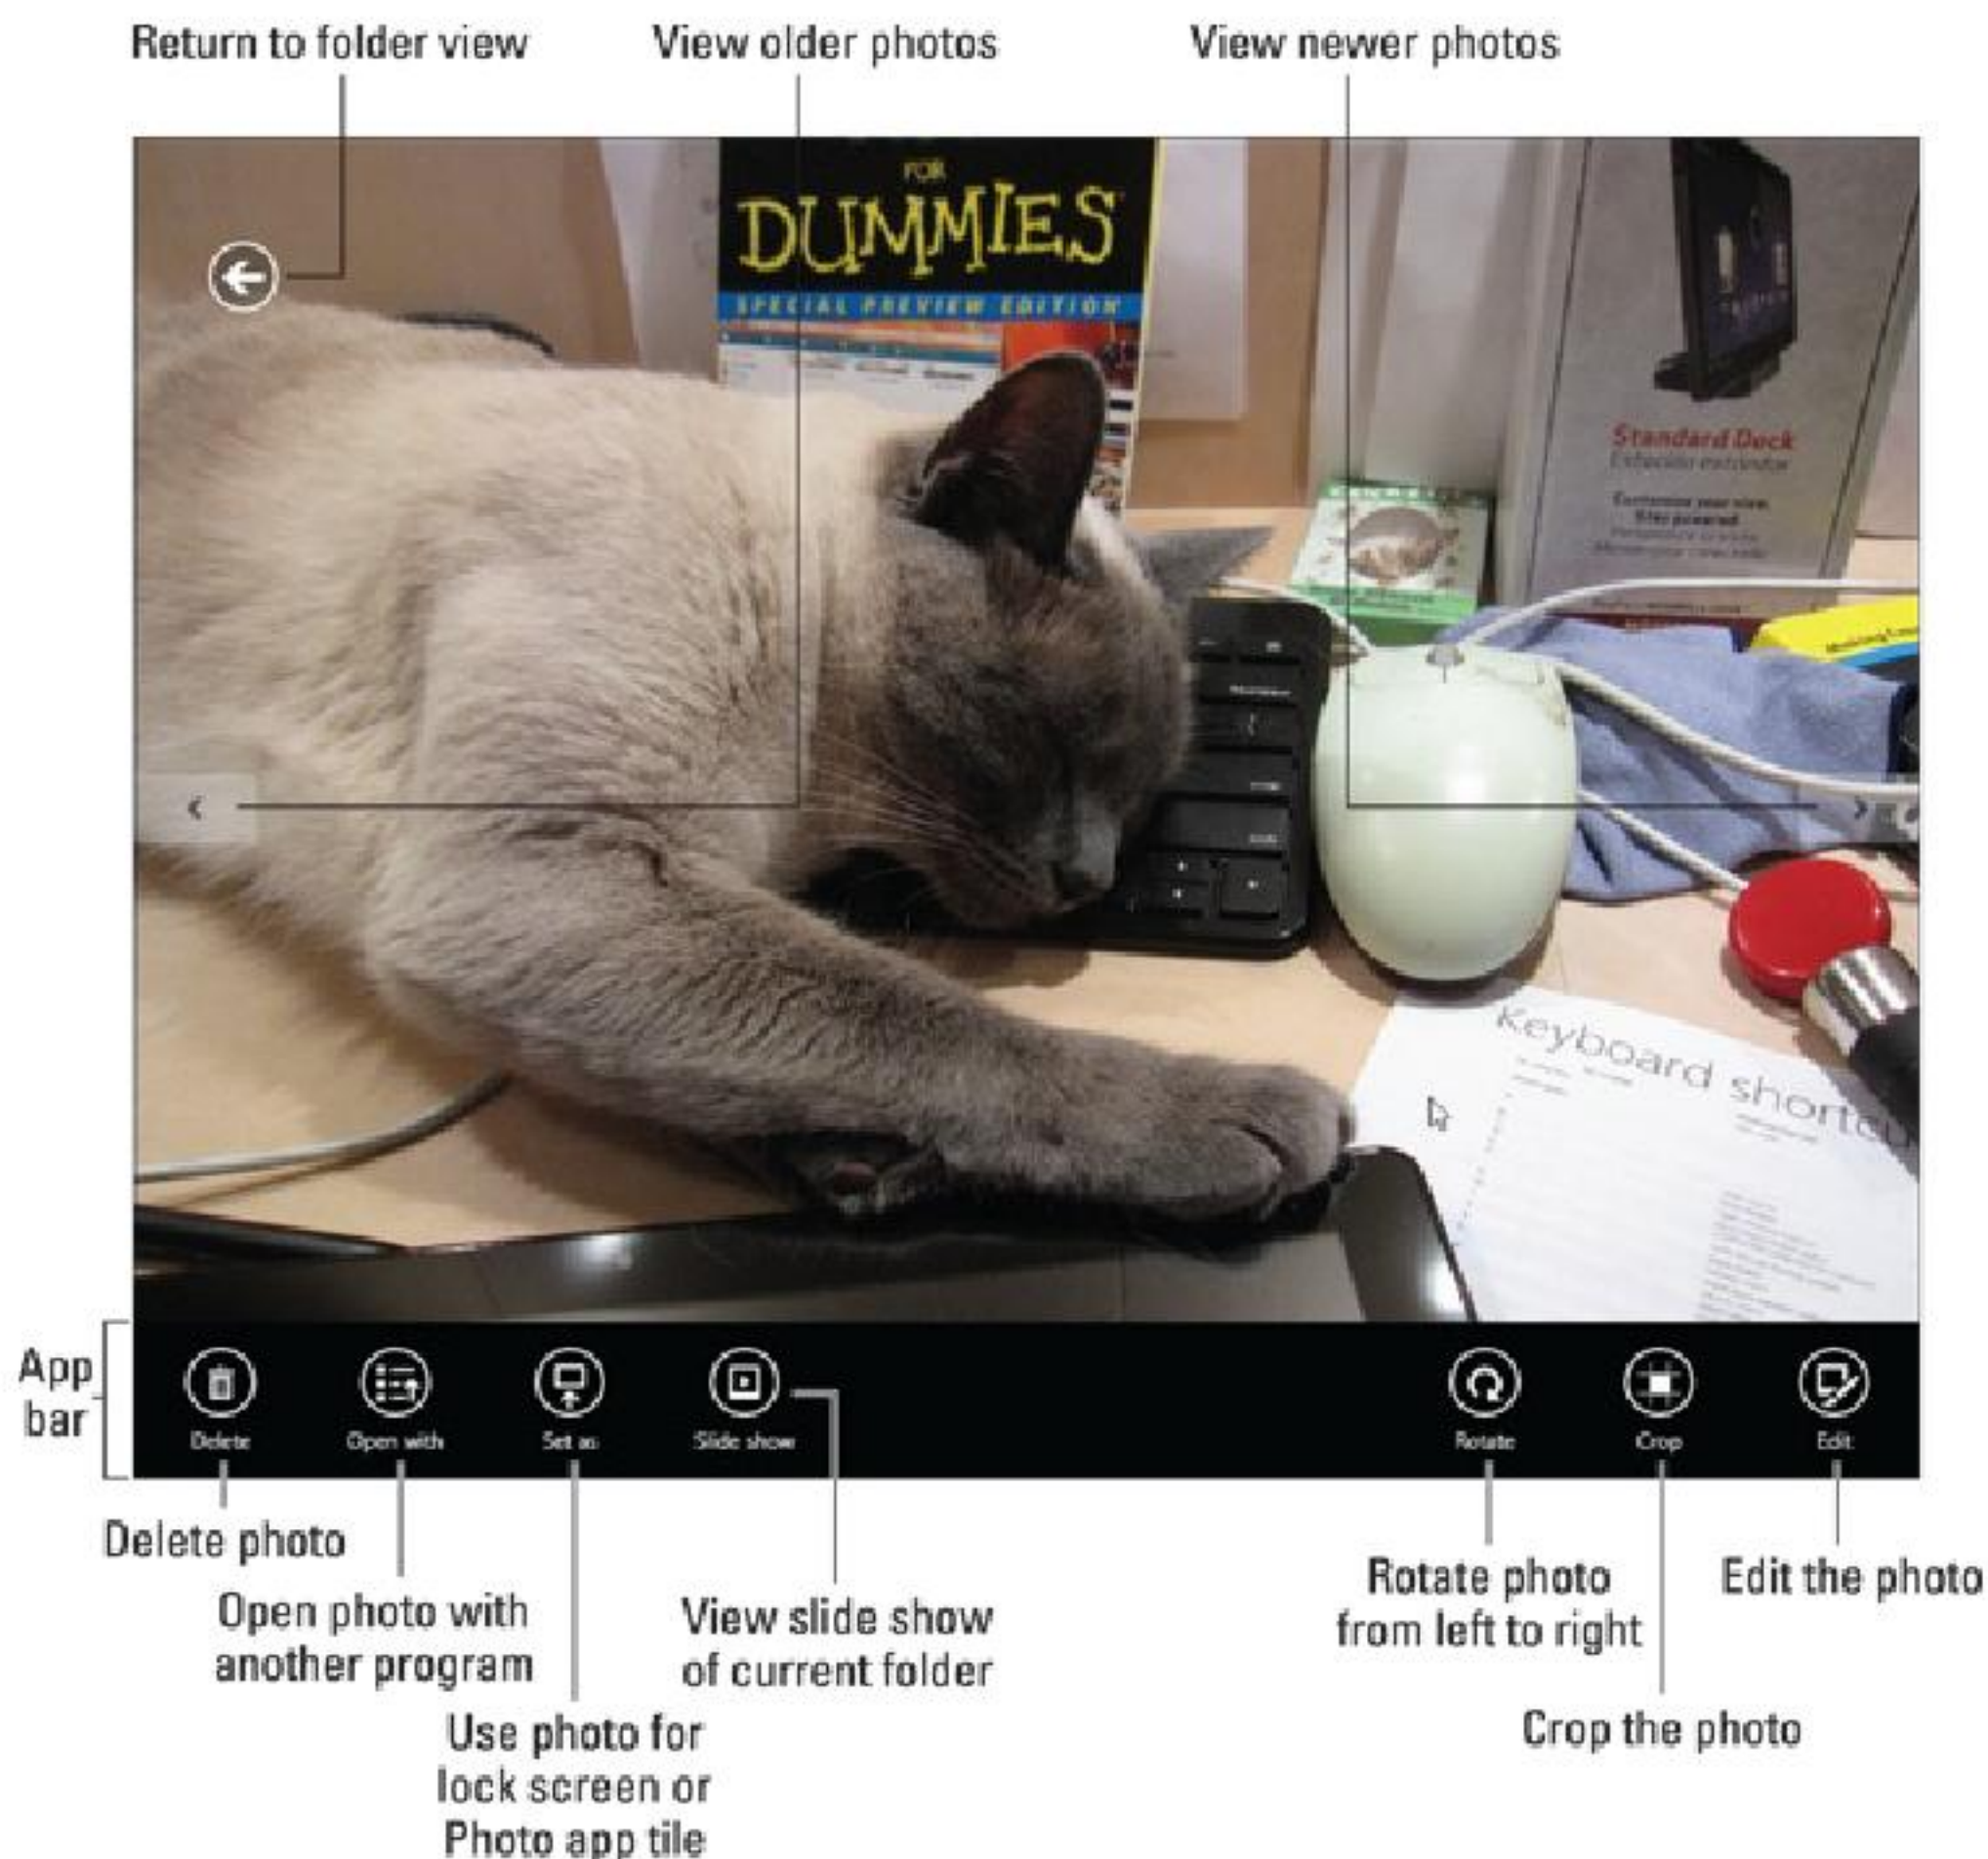 Return to folder view
View older photos
View newer photos
FOR
DUMMIES
SPECIAL PREVIEW EDITION
Standard Dock
Keyboard shortcu
App
bar
Delete
Open with
Set as
Slide show
Rotate
Crop
Edit
Delete photo
Open photo with
another program
Use photo for
lock screen or
Photo app tile
View slide show
of current folder
Rotate photo
from left to right
Crop the photo
Edit the photo